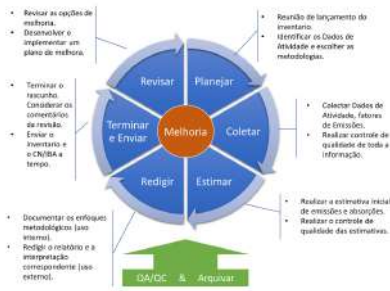 • Revisar as opções de
melhoria.
• Desenvolver e
implementar um
plano de melhora.
• Reunião de lançamento do
inventario.
• Identificar os Dados de
Atividade e escolher as
metodologias.
Revisar
Planejar
• Terminar o
rascunho.
Considerar os
comentários
da revisão.
• Enviar o
Inventario e
o CN/IBA a
tempo.
Terminar
e Enviar
Melhoria
Coletar
• Colectar Dados de
Atividade, fatores
de Emissões.
• Realizar controle de
qualidade de toda a
informação.
Redigir
Estimar
• Documentar os enfoques
metodológicos (uso
interno).
• Redigir o relatório e a
interpretação
correspondente (uso
externo).
• Realizar a estimativa inicial
de emissões e absorções.
• Realizar o controle de
qualidade das estimativas.
QA/QC & Arquivar